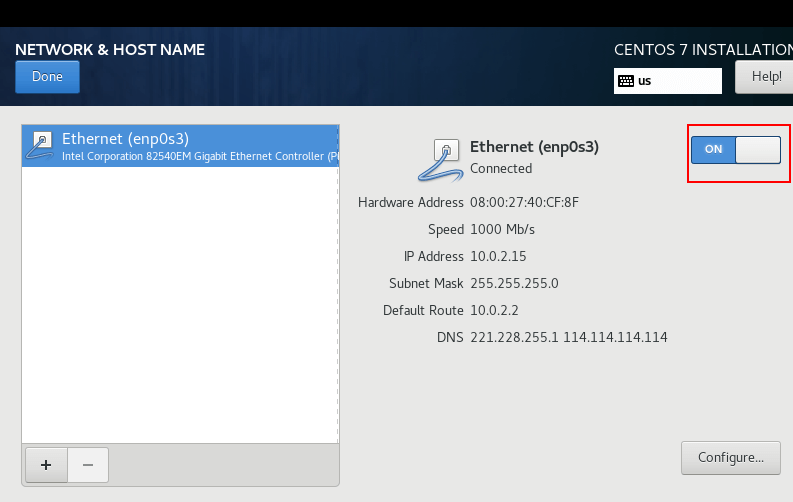 NETWORK & HOST NAME
CENTOS 7 INSTALLATION
Done
us
Help!
Ethernet (enp0s3)
Intel Corporation 82540EM Gigabit Ethernet Controller (
Ethernet (enp0s3)
Connected
ON
Hardware Address 08:00:27:40:CF:8F
Speed 1000 Mb/s
IP Address 10.0.2.15
Subnet Mask 255.255.255.0
Default Route 10.0.2.2
DNS 221.228.255.1 114.114.114.114
+ −
Configure...